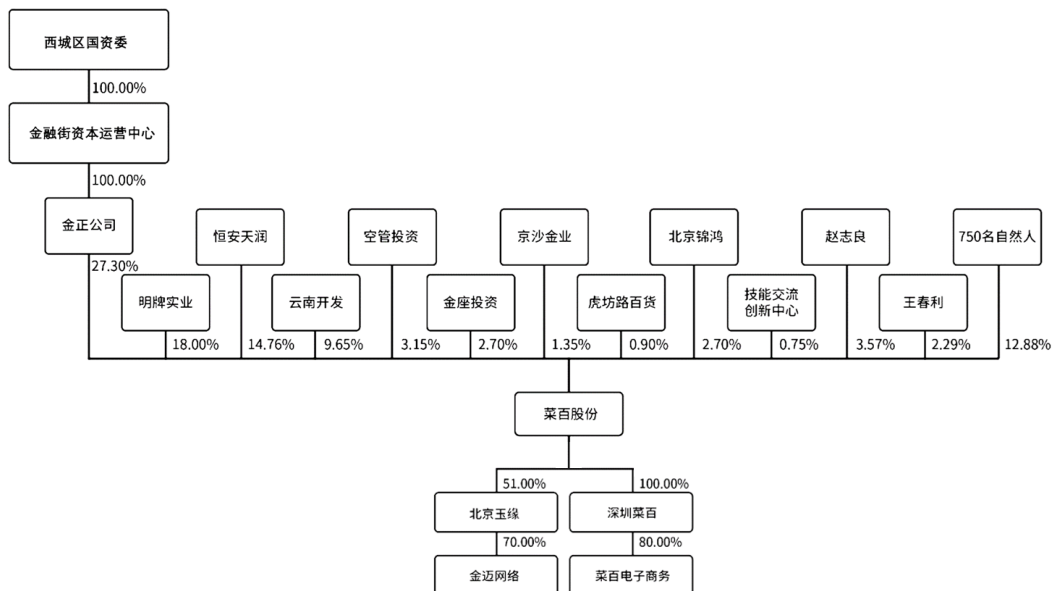 西城区国资委
100.00%
金融街资本运营中心
100.00%
金正公司
恒安天润
空管投资
京沙金业
北京锦鸿
赵志良
750名自然人
27.30%
明牌实业
云南开发
金座投资
虎坊路百货
技能交流
创新中心
王春利
18.00%
14.76%
9.65%
3.15%
2.70%
1.35%
0.90%
2.70%
0.75%
3.57%
2.29%
12.88%
菜百股份
51.00%
100.00%
北京玉缘
深圳菜百
70.00%
80.00%
金迈网络
菜百电子商务